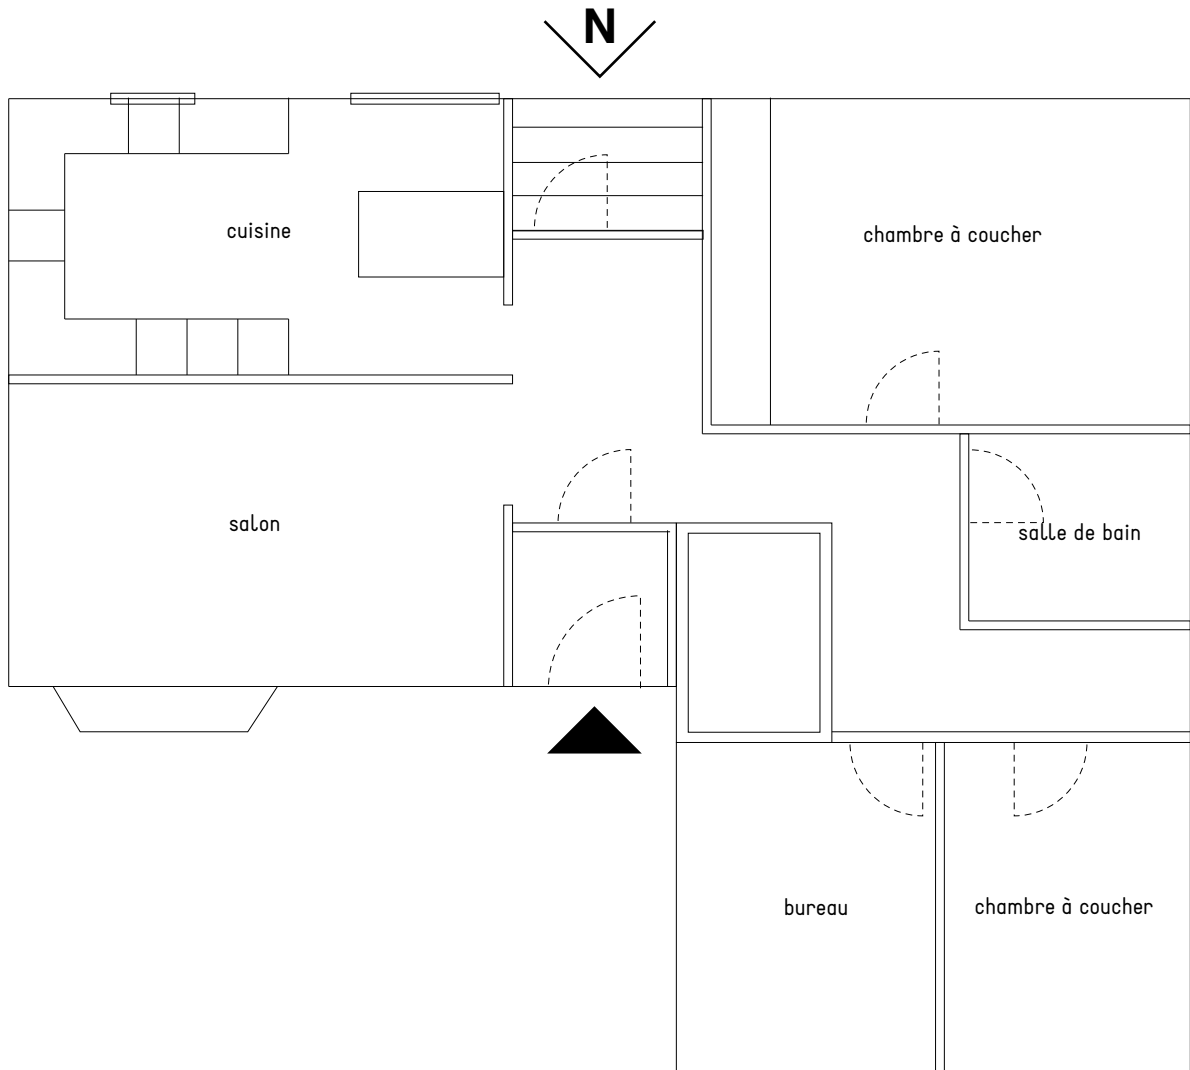 N
cuisine
chambre à coucher
salon
salle de bain
bureau
chambre à coucher